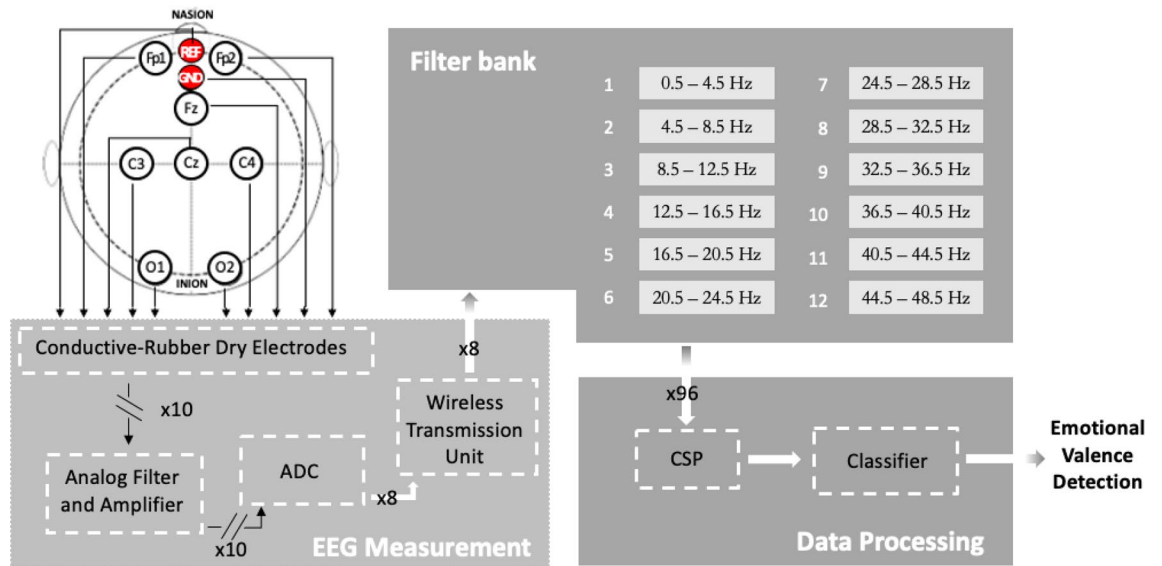 NASION
Fp1
REF
Fp2
GND
Fz
C3
Cz
C4
O1
O2
INION
Conductive-Rubber Dry Electrodes
x10
Analog Filter
and Amplifier
x10
ADC
x8
Wireless
Transmission
Unit
x8
EEG Measurement
Filter bank
1 0.5 – 4.5 Hz
2 4.5 – 8.5 Hz
3 8.5 – 12.5 Hz
4 12.5 – 16.5 Hz
5 16.5 – 20.5 Hz
6 20.5 – 24.5 Hz
7 24.5 – 28.5 Hz
8 28.5 – 32.5 Hz
9 32.5 – 36.5 Hz
10 36.5 – 40.5 Hz
11 40.5 – 44.5 Hz
12 44.5 – 48.5 Hz
x96
CSP
Classifier
Data Processing
Emotional
Valence
Detection